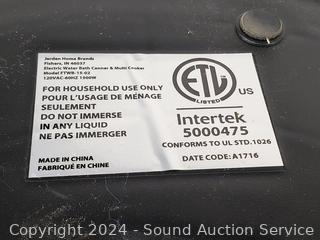 Jarden Home Brands
Fishers, IN 46037
Electric Water Bath Canner & Multi Cooker
Model FTWB-15-02
120VAC~60HZ 1500W
FOR HOUSEHOLD USE ONLY
POUR L'USAGE DE MÉNAGE
SEULEMENT
DO NOT IMMERSE
IN ANY LIQUID
NE PAS IMMERGER
MADE IN CHINA
FABRIQUÉ EN CHINE
ETL
LISTED
US
Intertek
5000475
CONFORMS TO UL STD.1026
DATE CODE:A1716
Copyright 2024 - Sound Auction Service